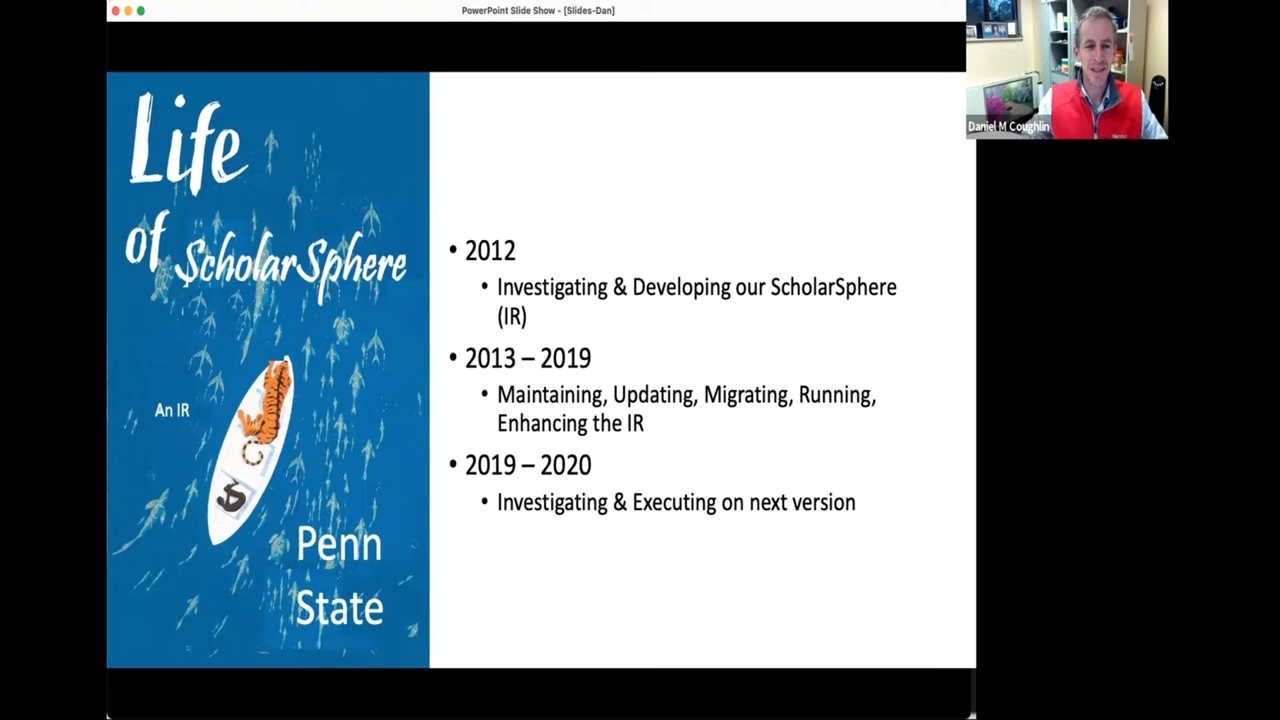 PowerPoint Slide Show - [Slides-Dan]
Life
of ScholarSphere
An IR
Penn
State
• 2012
• Investigating & Developing our ScholarSphere
(IR)
• 2013 – 2019
• Maintaining, Updating, Migrating, Running,
Enhancing the IR
• 2019 – 2020
• Investigating & Executing on next version
Daniel M Coughlin